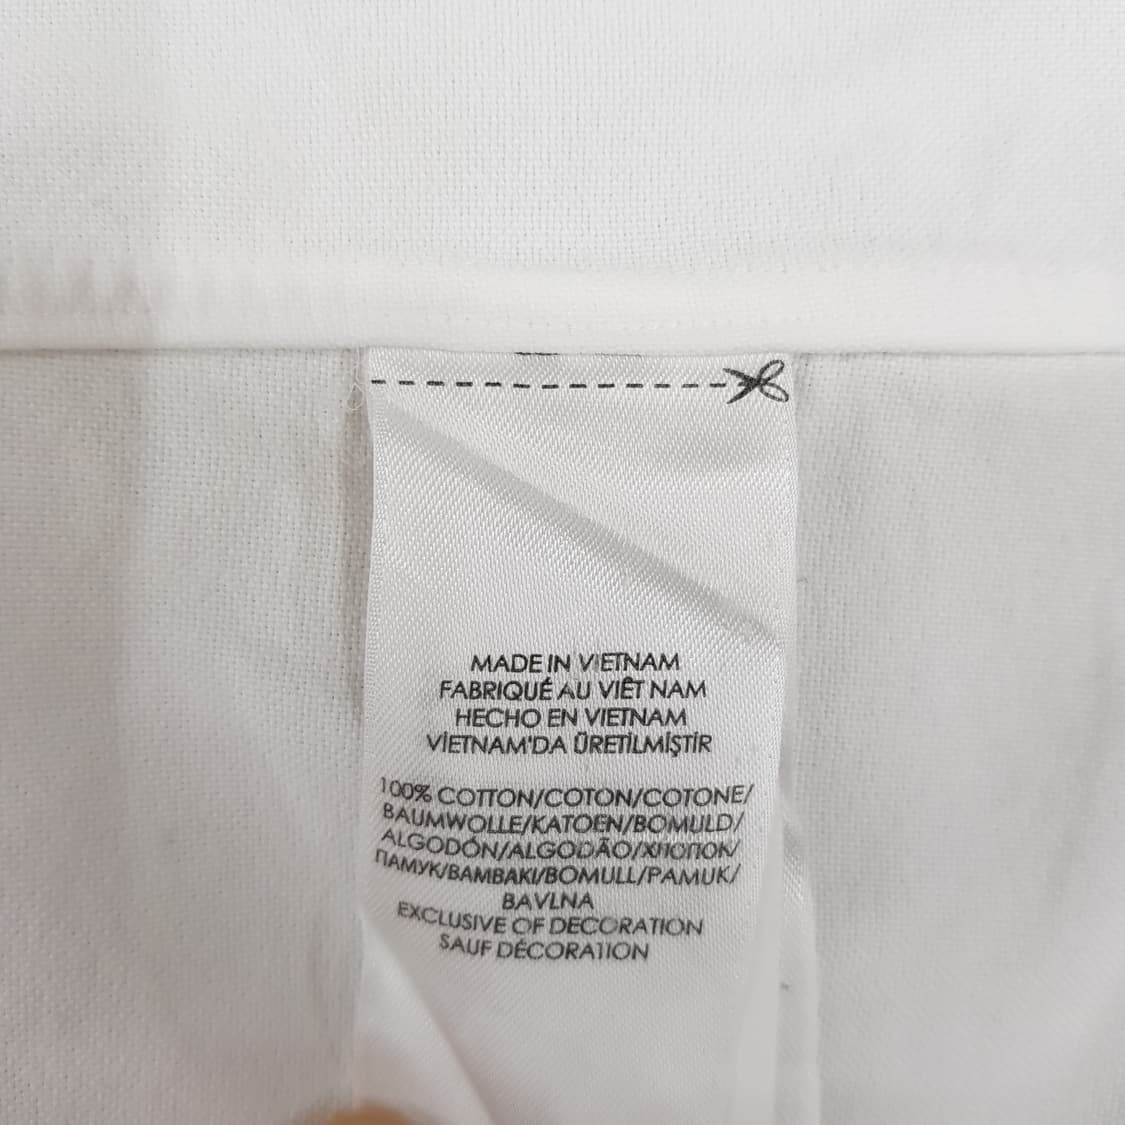 MADE IN VIETNAM
FABRIQUÉ AU VIÊT NAM
HECHO EN VIETNAM
VİETNAM'DA ÜRETİLMİŞTİR
100% COTTON/COTON/COTONE/
BAUMWOLLE/KATOEN/BOMULD/
ALGODÓN/ALGODÃO/ХЛОПОК/
ПАМУК/BAMBAKI/BOMULL/PAMUK/
BAVLNA
EXCLUSIVE OF DECORATION
SAUF DÉCORATION